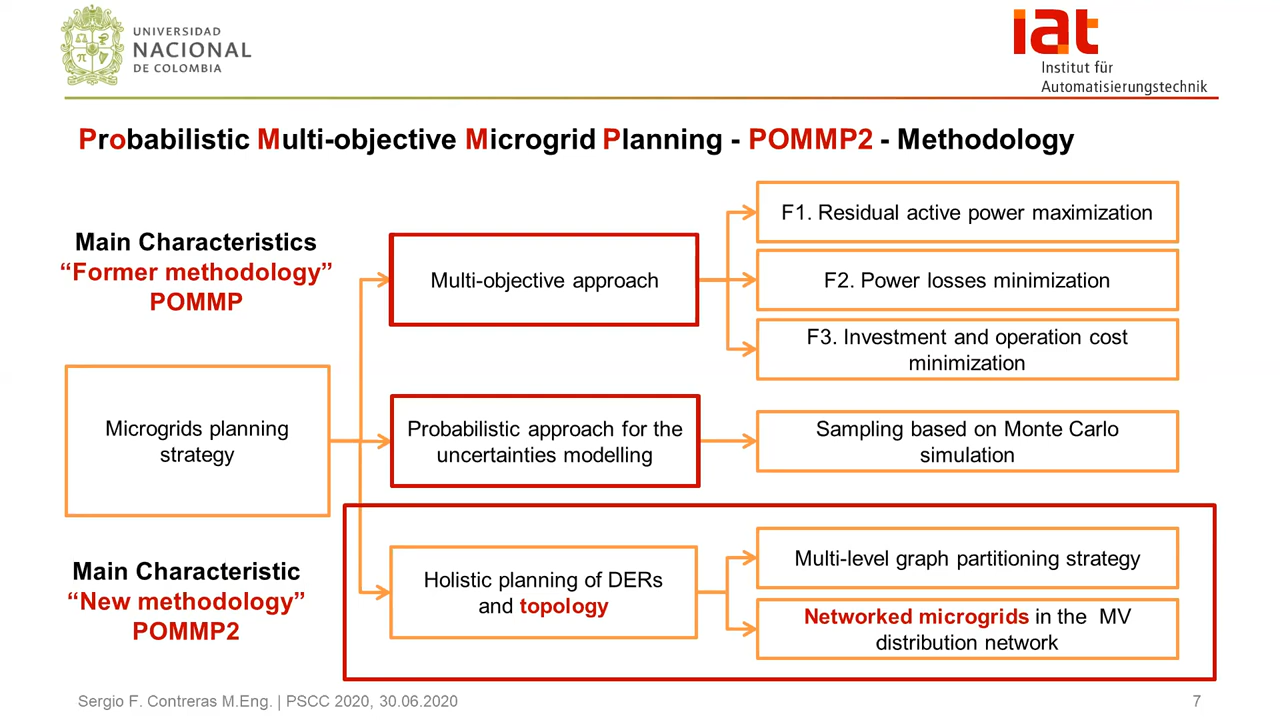 UNIVERSIDAD
NACIONAL
DE COLOMBIA
iat
Institut für
Automatisierungstechnik
Probabilistic Multi-objective Microgrid Planning - POMMP2 - Methodology
Main Characteristics
“Former methodology”
POMMP
Microgrids planning
strategy
Main Characteristic
“New methodology”
POMMP2
Multi-objective approach
Probabilistic approach for the
uncertainties modelling
Holistic planning of DERs
and topology
F1. Residual active power maximization
F2. Power losses minimization
F3. Investment and operation cost
minimization
Sampling based on Monte Carlo
simulation
Multi-level graph partitioning strategy
Networked microgrids in the MV
distribution network
Sergio F. Contreras M.Eng. | PSCC 2020, 30.06.2020
7